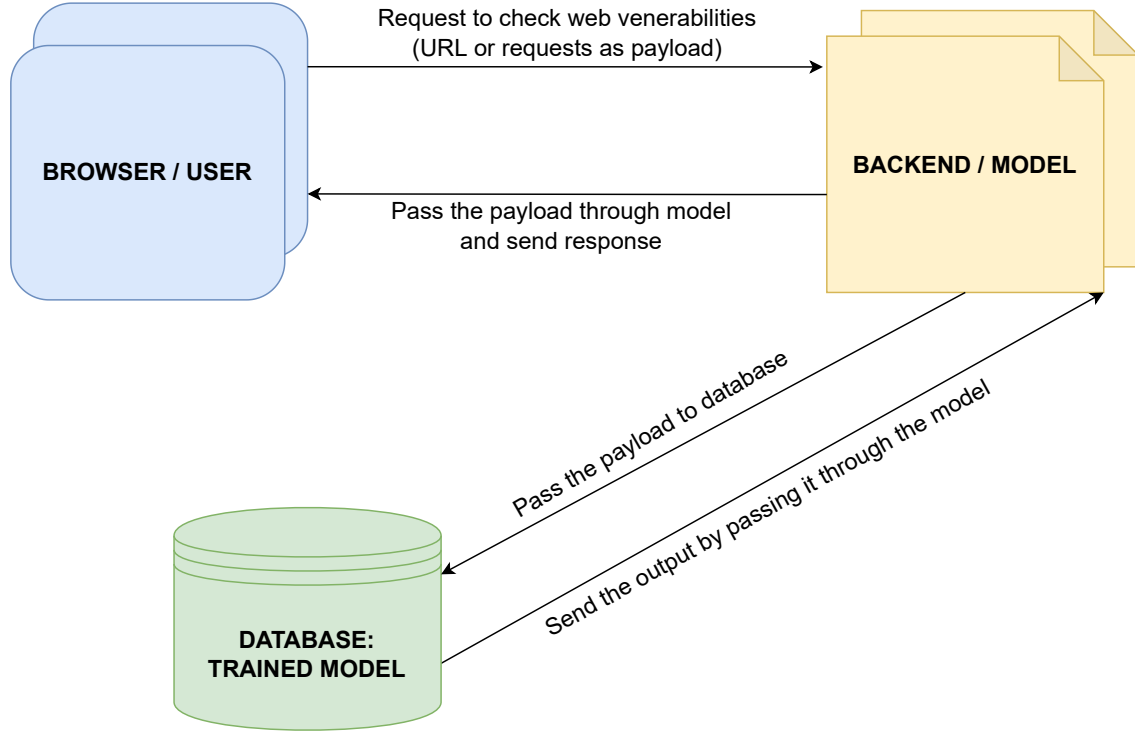 Request to check web venerabilities
(URL or requests as payload)
BROWSER / USER
BACKEND / MODEL
Pass the payload through model
and send response
Pass the payload to database
Send the output by passing it through the model
DATABASE:
TRAINED MODEL